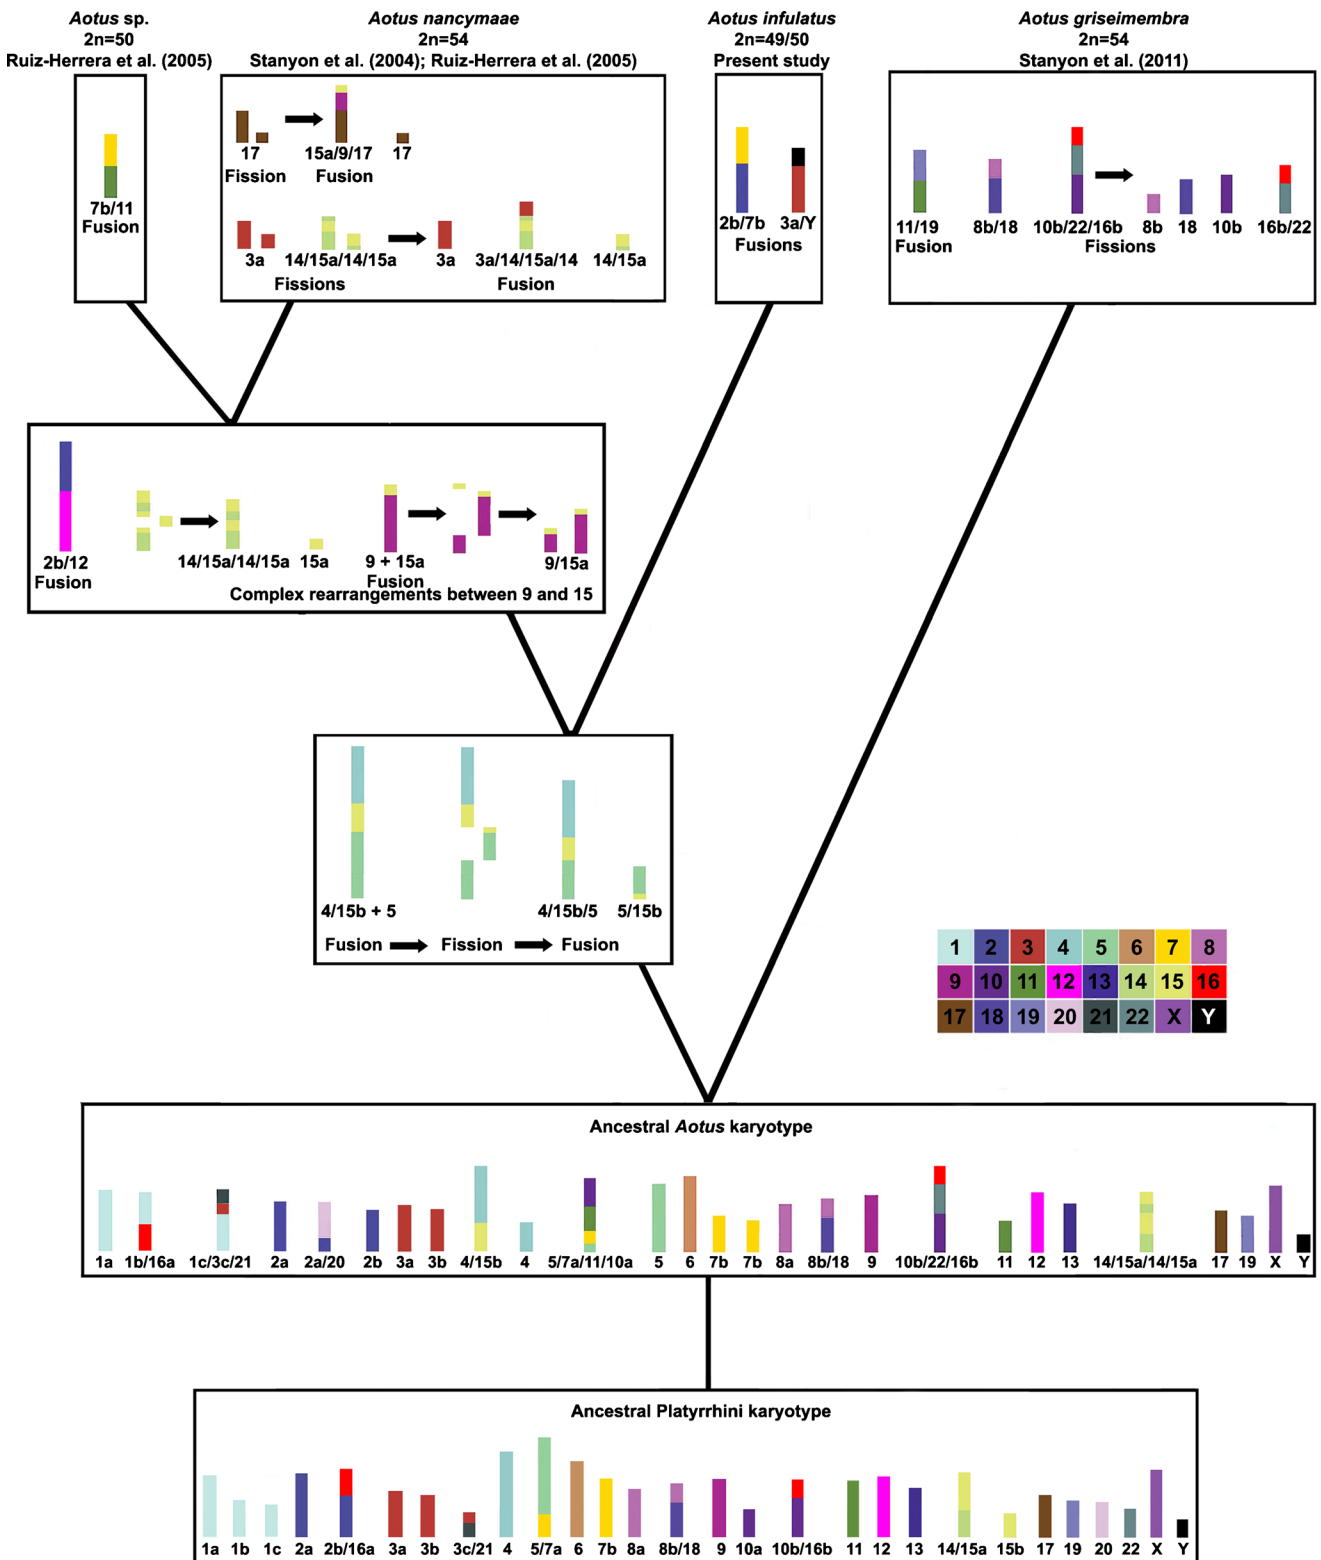 Aotus sp.
2n=50
Ruiz-Herrera et al. (2005)
Aotus nancymaae
2n=54
Stanyon et al. (2004); Ruiz-Herrera et al. (2005)
Aotus infulatus
2n=49/50
Present study
Aotus griseimembra
2n=54
Stanyon et al. (2011)
7b/11
Fusion
17 15a/9/17 17
Fission Fusion
3a 14/15a/14/15a 3a 3a/14/15a/14 14/15a
Fissions Fusion
2b/7b 3a/Y
Fusions
11/19 8b/18 10b/22/16b 8b 18 10b 16b/22
Fusion Fissions
2b/12 14/15a/14/15a 15a 9 + 15a 9/15a
Fusion Fusion
Complex rearrangements between 9 and 15
4/15b + 5 4/15b/5 5/15b
Fusion Fission Fusion
1 2 3 4 5 6 7 8
9 10 11 12 13 14 15 16
17 18 19 20 21 22 X Y
Ancestral Aotus karyotype
1a 1b/16a 1c/3c/21 2a 2a/20 2b 3a 3b 4/15b 4 5/7a/11/10a 5 6 7b 7b 8a 8b/18 9 10b/22/16b 11 12 13 14/15a/14/15a 17 19 X Y
Ancestral Platyrrhini karyotype
1a 1b 1c 2a 2b/16a 3a 3b 3c/21 4 5/7a 6 7b 8a 8b/18 9 10a 10b/16b 11 12 13 14/15a 15b 17 19 20 22 X Y